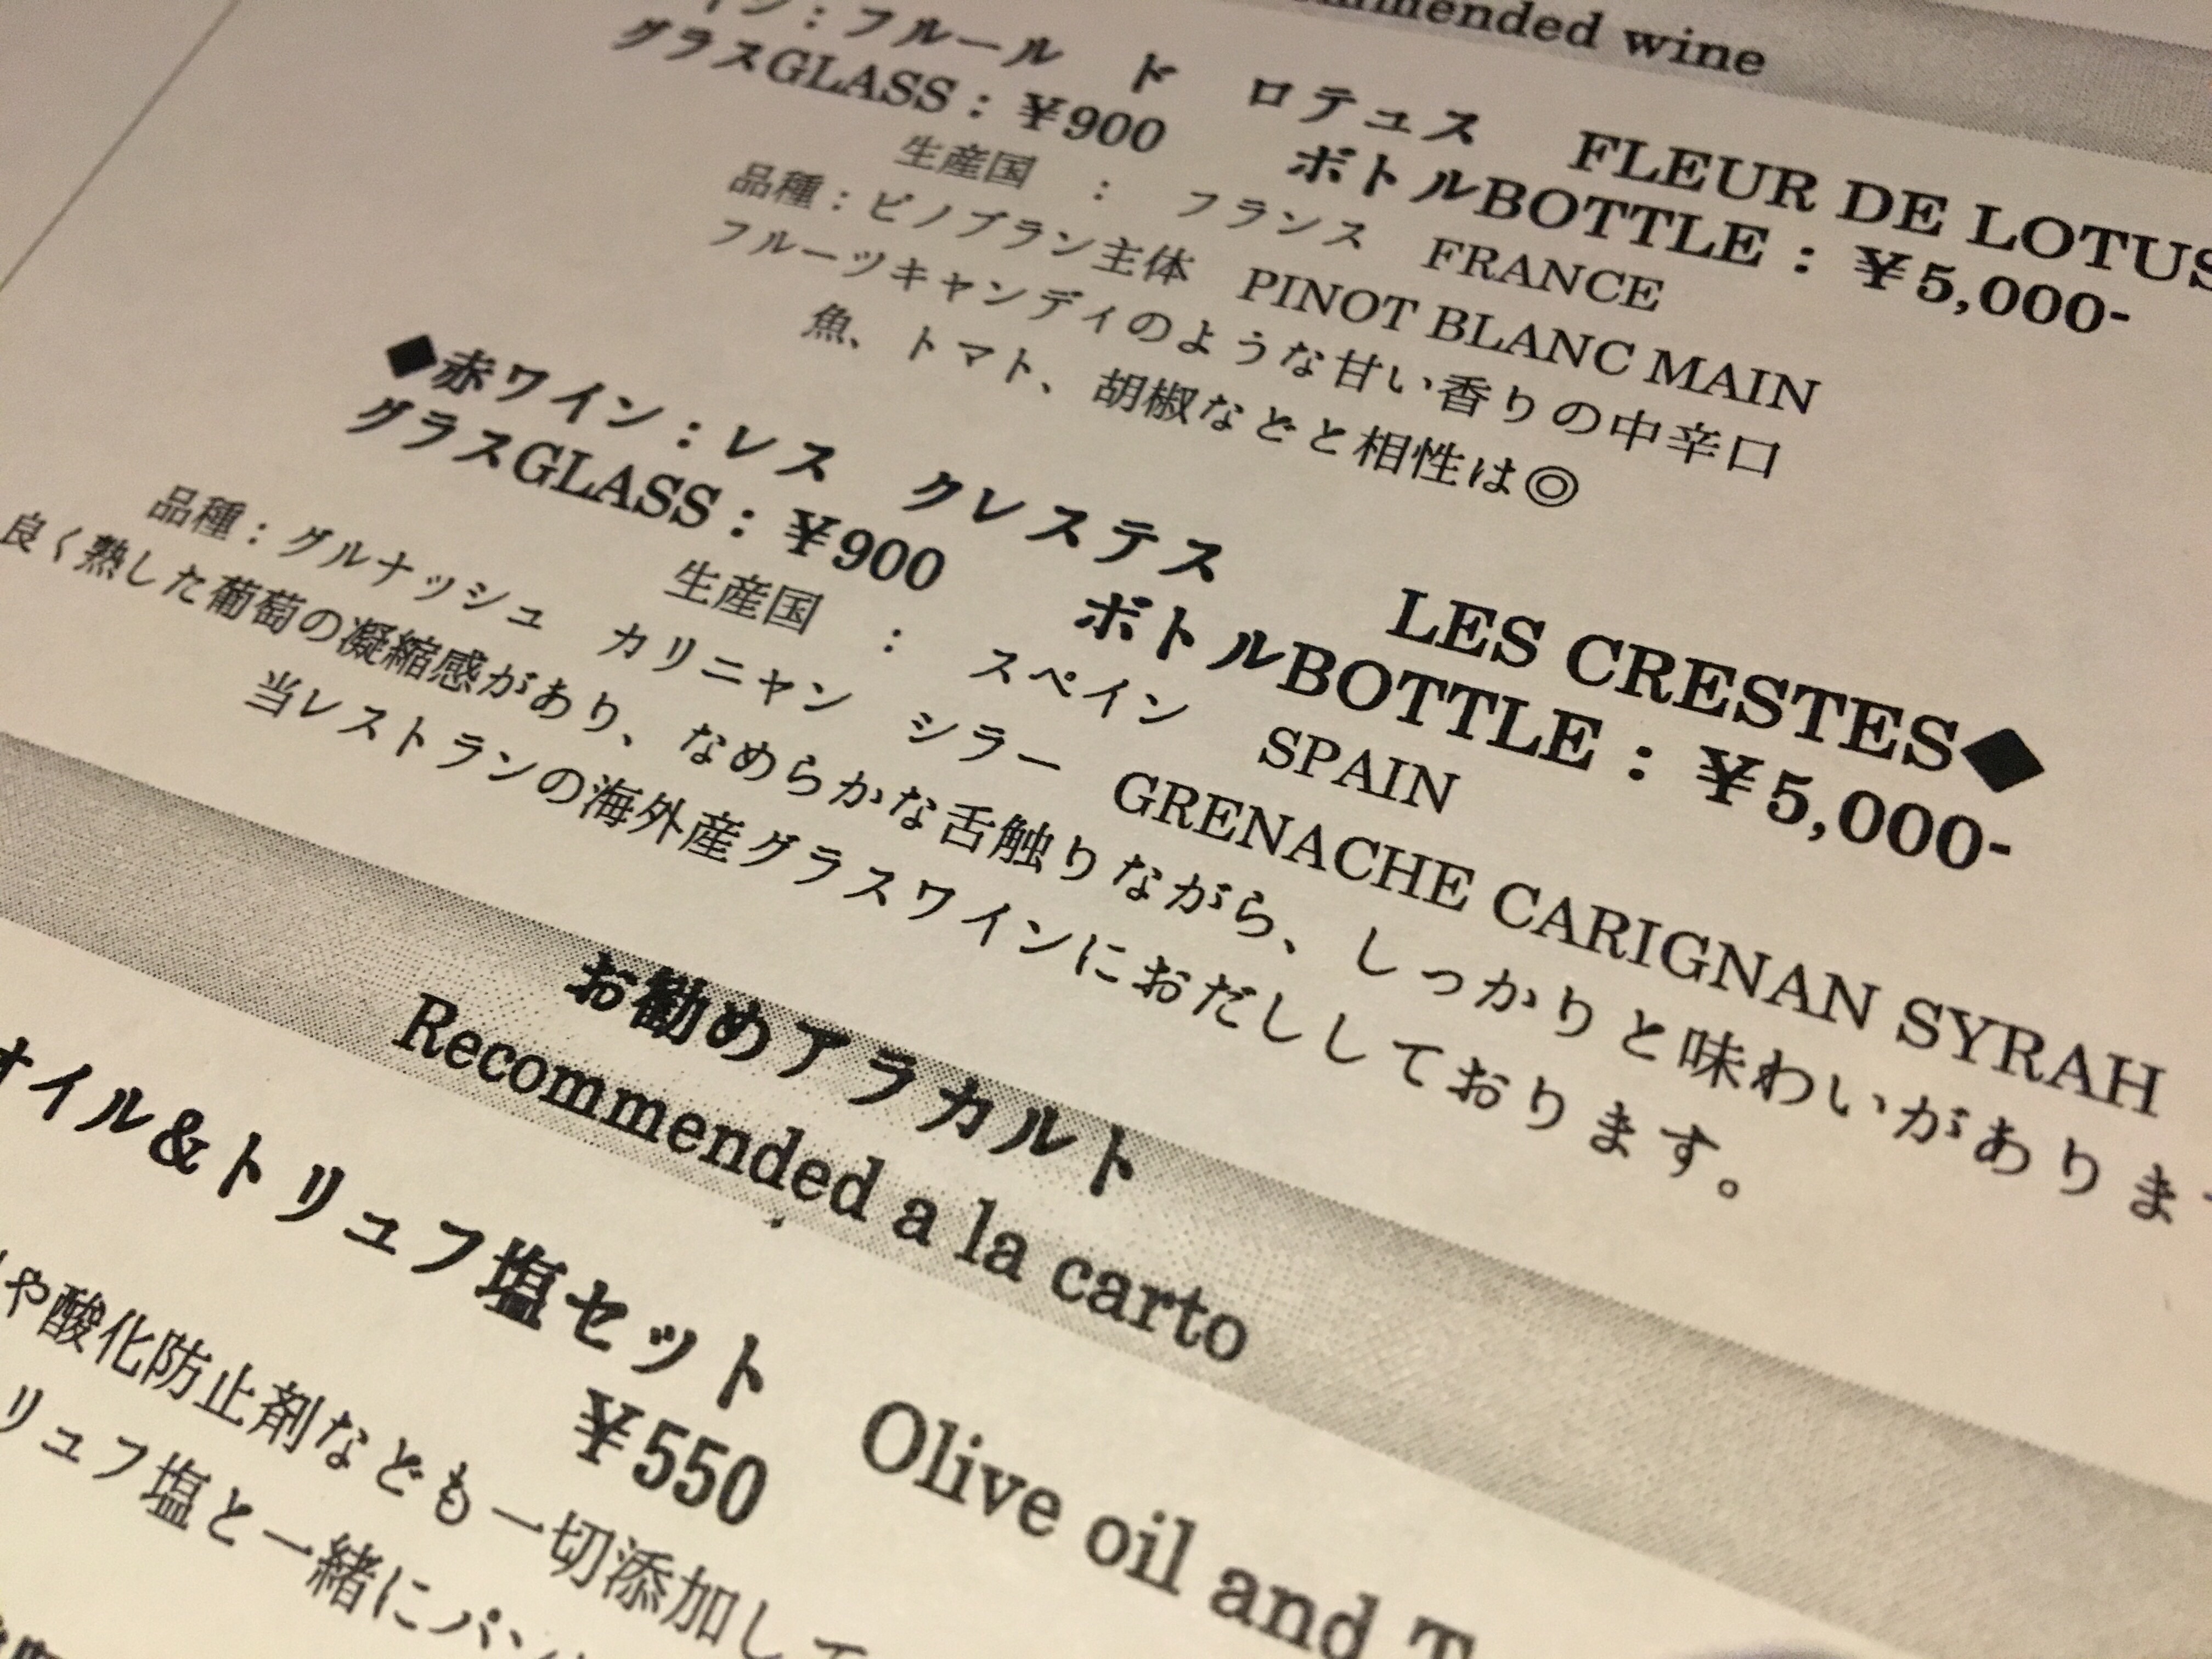 mmended wine
イン：フルール ド ロテュス FLEUR DE LOTUS
グラスGLASS：￥900 ボトルBOTTLE：￥5,000-
生産国 ： フランス FRANCE
品種：ピノブラン主体 PINOT BLANC MAIN
フルーツキャンディのような甘い香りの中辛口
魚、トマト、胡椒などと相性は◎
◆赤ワイン：レス クレステス LES CRESTES◆
グラスGLASS：￥900 ボトルBOTTLE：￥5,000-
生産国 ： スペイン SPAIN
品種：グルナッシュ カリニャン シラー GRENACHE CARIGNAN SYRAH
良く熟した葡萄の凝縮感があり、なめらかな舌触りながら、しっかりと味わいがありま
当レストランの海外産グラスワインにおだししております。
お勧めアラカルト
Recommended a la carto
オイル&トリュフ塩セット Olive oil and T
￥550
や酸化防止剤なども一切添加して
リュフ塩と一緒にパン